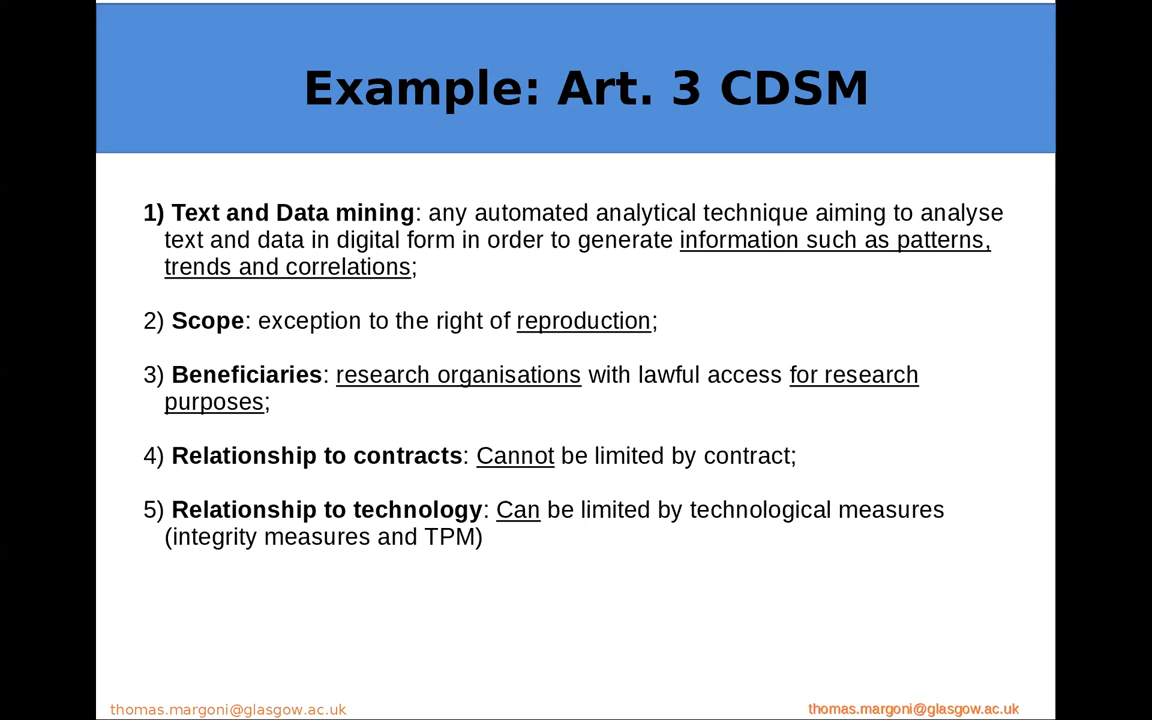 Example: Art. 3 CDSM
1) Text and Data mining: any automated analytical technique aiming to analyse
text and data in digital form in order to generate information such as patterns,
trends and correlations;
2) Scope: exception to the right of reproduction;
3) Beneficiaries: research organisations with lawful access for research
purposes;
4) Relationship to contracts: Cannot be limited by contract;
5) Relationship to technology: Can be limited by technological measures
(integrity measures and TPM)
thomas.margoni@glasgow.ac.uk
thomas.margoni@glasgow.ac.uk